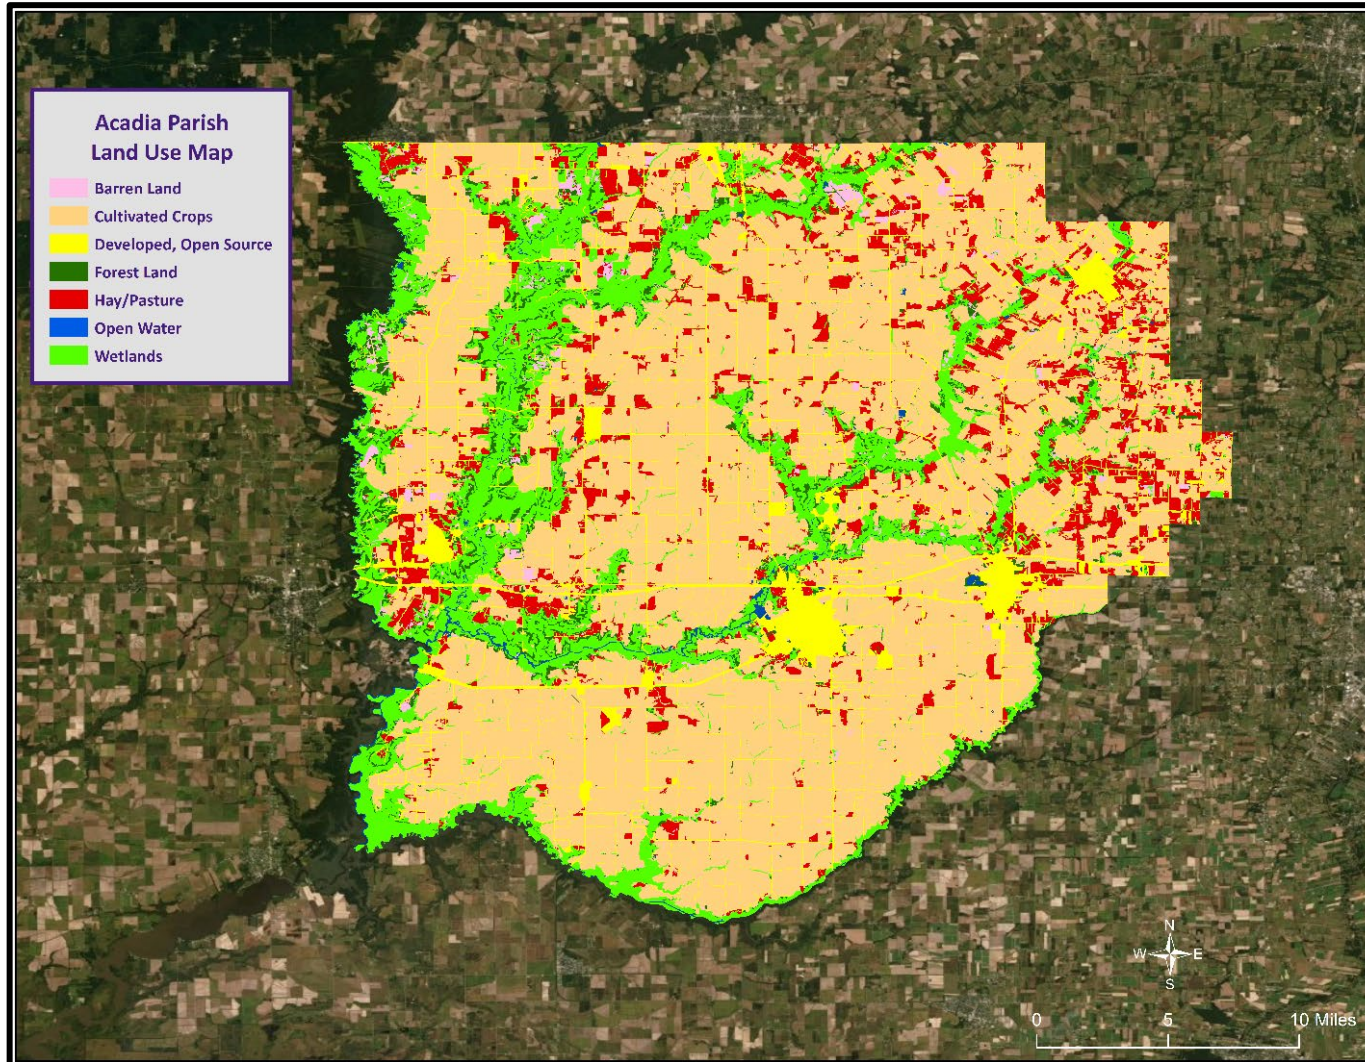 Acadia Parish
Land Use Map
Barren Land
Cultivated Crops
Developed, Open Source
Forest Land
Hay/Pasture
Open Water
Wetlands
N
W E
S
0 5 10 Miles